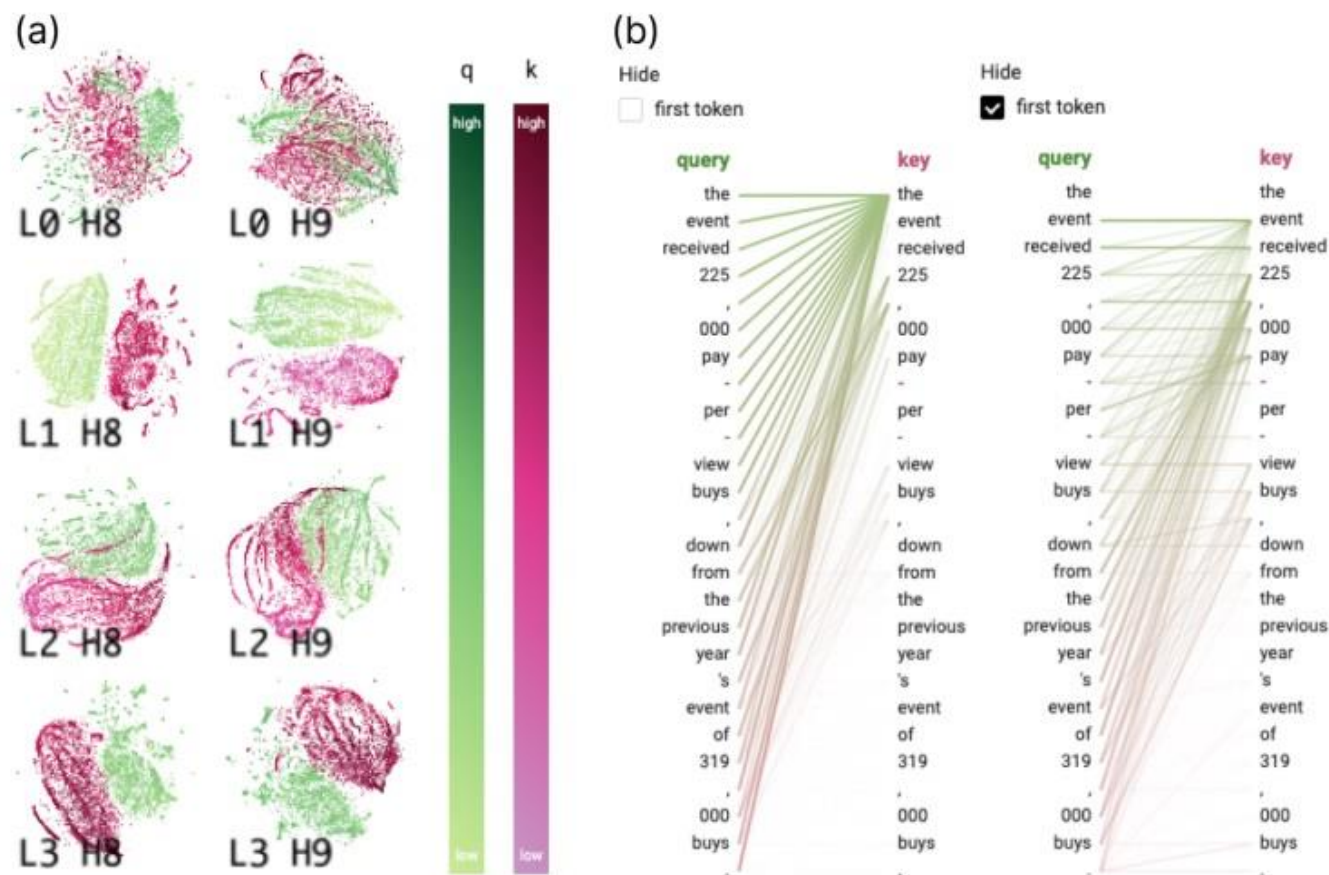 (a)
L0 H8
L0 H9
L1 H8
L1 H9
L2 H8
L2 H9
L3 H8
L3 H9
q k
high high
low low
(b)
Hide
first token
query key
the the
event event
received received
225 225
, ,
000 000
pay pay
- -
per per
- -
view view
buys buys
, ,
down down
from from
the the
previous previous
year year
's 's
event event
of of
319 319
, ,
000 000
buys buys
. .
Hide
first token
query key
the the
event event
received received
225 225
, ,
000 000
pay pay
- -
per per
- -
view view
buys buys
, ,
down down
from from
the the
previous previous
year year
's 's
event event
of of
319 319
, ,
000 000
buys buys
. .